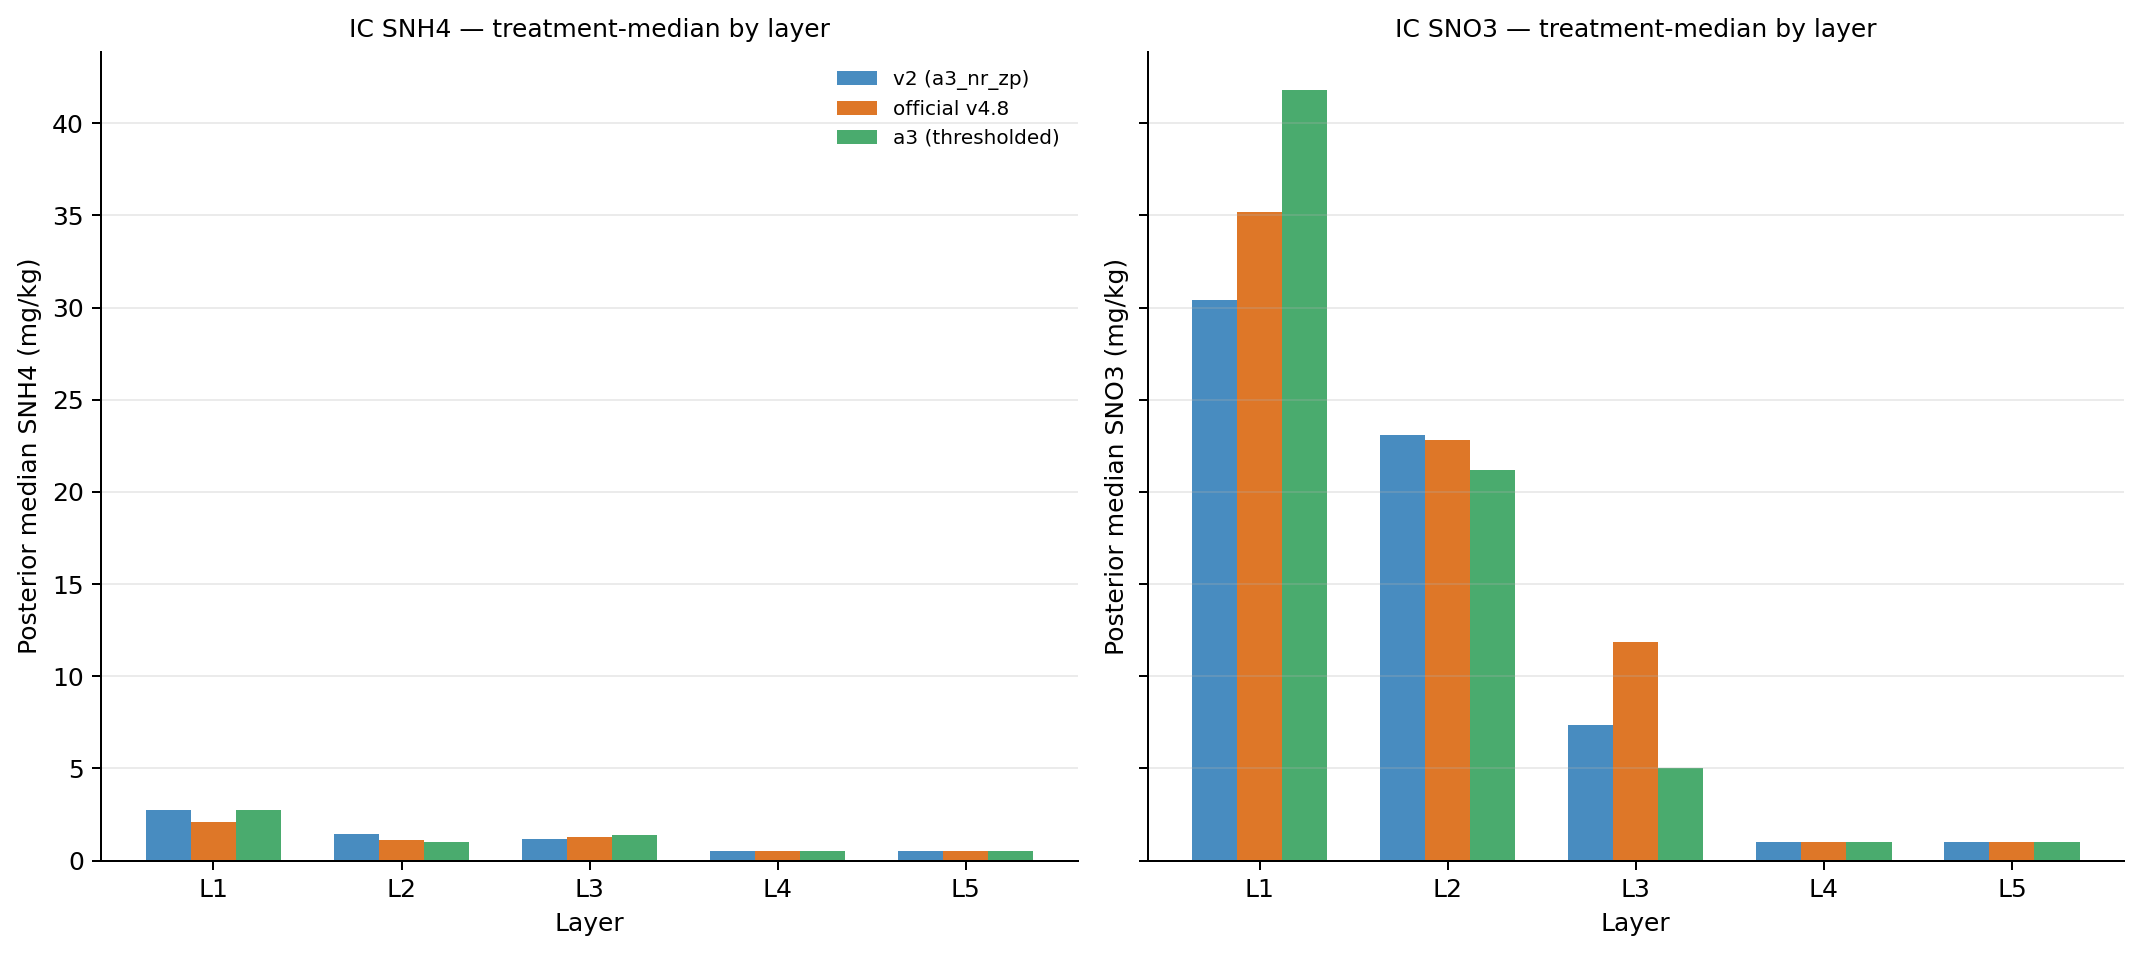 IC SNH4 — treatment-median by layer
Posterior median SNH4 (mg/kg)
40
35
30
25
20
15
10
5
0
v2 (a3_nr_zp)
official v4.8
a3 (thresholded)
L1 L2 L3 L4 L5
Layer
IC SNO3 — treatment-median by layer
Posterior median SNO3 (mg/kg)
L1 L2 L3 L4 L5
Layer